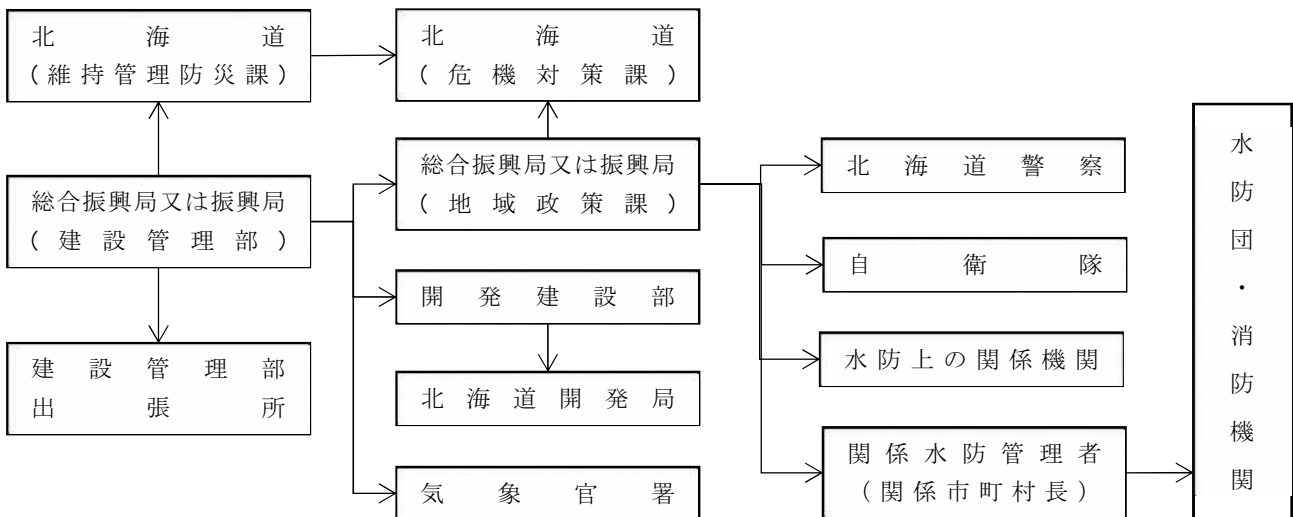 北海道
(維持管理防災課)
総合振興局又は振興局
(建設管理部)
建設管理部
出張所
北海道
(危機対策課)
総合振興局又は振興局
(地域政策課)
開発建設部
北海道開発局
気象官署
北海道警察
自衛隊
水防上の関係機関
関係水防管理者
(関係市町村長)
水防団・消防機関